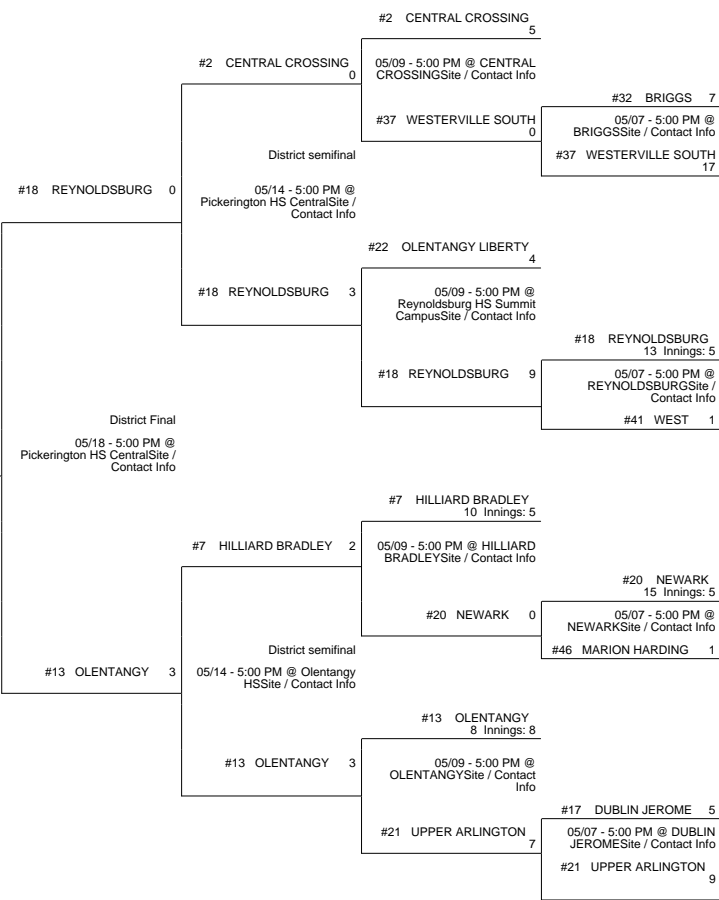 #2 CENTRAL CROSSING
5
#2 CENTRAL CROSSING
0
05/09 - 5:00 PM @ CENTRAL
CROSSINGSite / Contact Info
#32 BRIGGS 7
#37 WESTERVILLE SOUTH
0
05/07 - 5:00 PM @
BRIGGSSite / Contact Info
#37 WESTERVILLE SOUTH
17
District semifinal
05/14 - 5:00 PM @
Pickerington HS CentralSite /
Contact Info
#18 REYNOLDSBURG 0
#22 OLENTANGY LIBERTY
4
#18 REYNOLDSBURG 3
05/09 - 5:00 PM @
Reynoldsburg HS Summit
CampusSite / Contact Info
#18 REYNOLDSBURG
13 Innings: 5
#18 REYNOLDSBURG 9
05/07 - 5:00 PM @
REYNOLDSBURGSite /
Contact Info
#41 WEST 1
District Final
05/18 - 5:00 PM @
Pickerington HS CentralSite /
Contact Info
#7 HILLIARD BRADLEY
10 Innings: 5
#7 HILLIARD BRADLEY 2
05/09 - 5:00 PM @ HILLIARD
BRADLEYSite / Contact Info
#20 NEWARK
15 Innings: 5
#20 NEWARK 0
05/07 - 5:00 PM @
NEWARKSite / Contact Info
#46 MARION HARDING 1
District semifinal
05/14 - 5:00 PM @ Olentangy
HSSite / Contact Info
#13 OLENTANGY 3
#13 OLENTANGY
8 Innings: 8
#13 OLENTANGY 3
05/09 - 5:00 PM @
OLENTANGYSite / Contact
Info
#17 DUBLIN JEROME 5
#21 UPPER ARLINGTON
7
05/07 - 5:00 PM @ DUBLIN
JEROMESite / Contact Info
#21 UPPER ARLINGTON
9